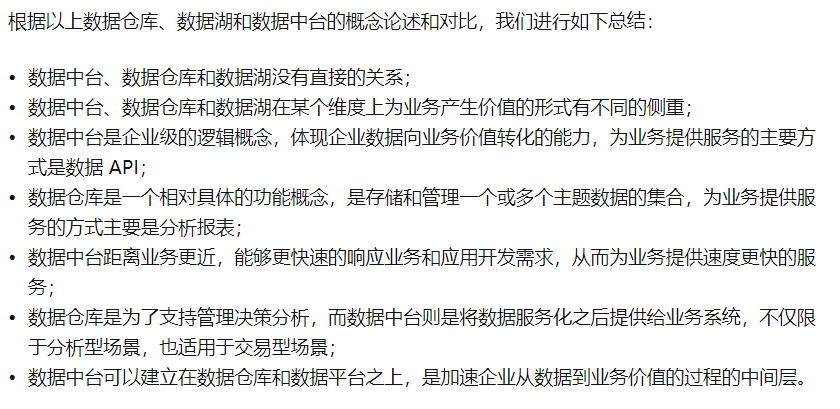 根据以上数据仓库、数据湖和数据中台的概念论述和对比，我们进行如下总结：
• 数据中台、数据仓库和数据湖没有直接的关系；
• 数据中台、数据仓库和数据湖在某个维度上为业务产生价值的形式有不同的侧重；
• 数据中台是企业级的逻辑概念，体现企业数据向业务价值转化的能力，为业务提供服务的主要方
式是数据 API；
• 数据仓库是一个相对具体的功能概念，是存储和管理一个或多个主题数据的集合，为业务提供服
务的方式主要是分析报表；
• 数据中台距离业务更近，能够更快速的响应业务和应用开发需求，从而为业务提供速度更快的服
务；
• 数据仓库是为了支持管理决策分析，而数据中台则是将数据服务化之后提供给业务系统，不仅限
于分析型场景，也适用于交易型场景；
• 数据中台可以建立在数据仓库和数据平台之上，是加速企业从数据到业务价值的过程的中间层。